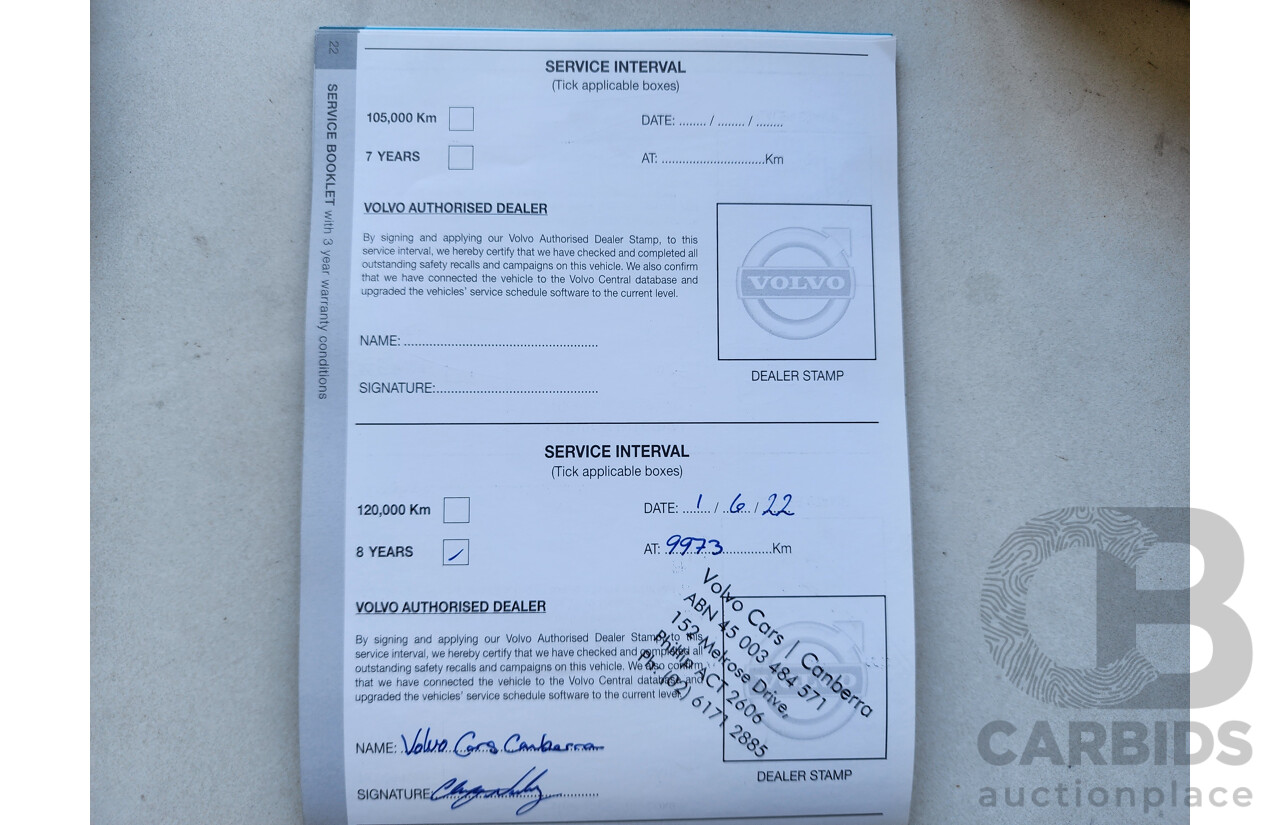 22
SERVICE BOOKLET with 3 year warranty conditions
SERVICE INTERVAL
(Tick applicable boxes)
105,000 Km
DATE: ........ / ........ / ........
7 YEARS
AT: .............................Km
VOLVO AUTHORISED DEALER
By signing and applying our Volvo Authorised Dealer Stamp, to this
service interval, we hereby certify that we have checked and completed all
outstanding safety recalls and campaigns on this vehicle. We also confirm
that we have connected the vehicle to the Volvo Central database and
upgraded the vehicles' service schedule software to the current level.
VOLVO
NAME: ......................................................
SIGNATURE:.............................................
DEALER STAMP
SERVICE INTERVAL
(Tick applicable boxes)
120,000 Km
DATE: 1 / 6 / 22
8 YEARS
AT: 9973 Km
VOLVO AUTHORISED DEALER
By signing and applying our Volvo Authorised Dealer Stamp, to this
service interval, we hereby certify that we have checked and completed all
outstanding safety recalls and campaigns on this vehicle. We also confirm
that we have connected the vehicle to the Volvo Central database and
upgraded the vehicles' service schedule software to the current level.
Volvo Cars | Canberra
ABN 45 003 484 571
152 Melrose Drive,
Phillip ACT 2606
Ph: (02) 6171 2885
VOLVO
NAME: Volvo Cars Canberra
SIGNATURE
DEALER STAMP
CB
CARBIDS
auctionplace